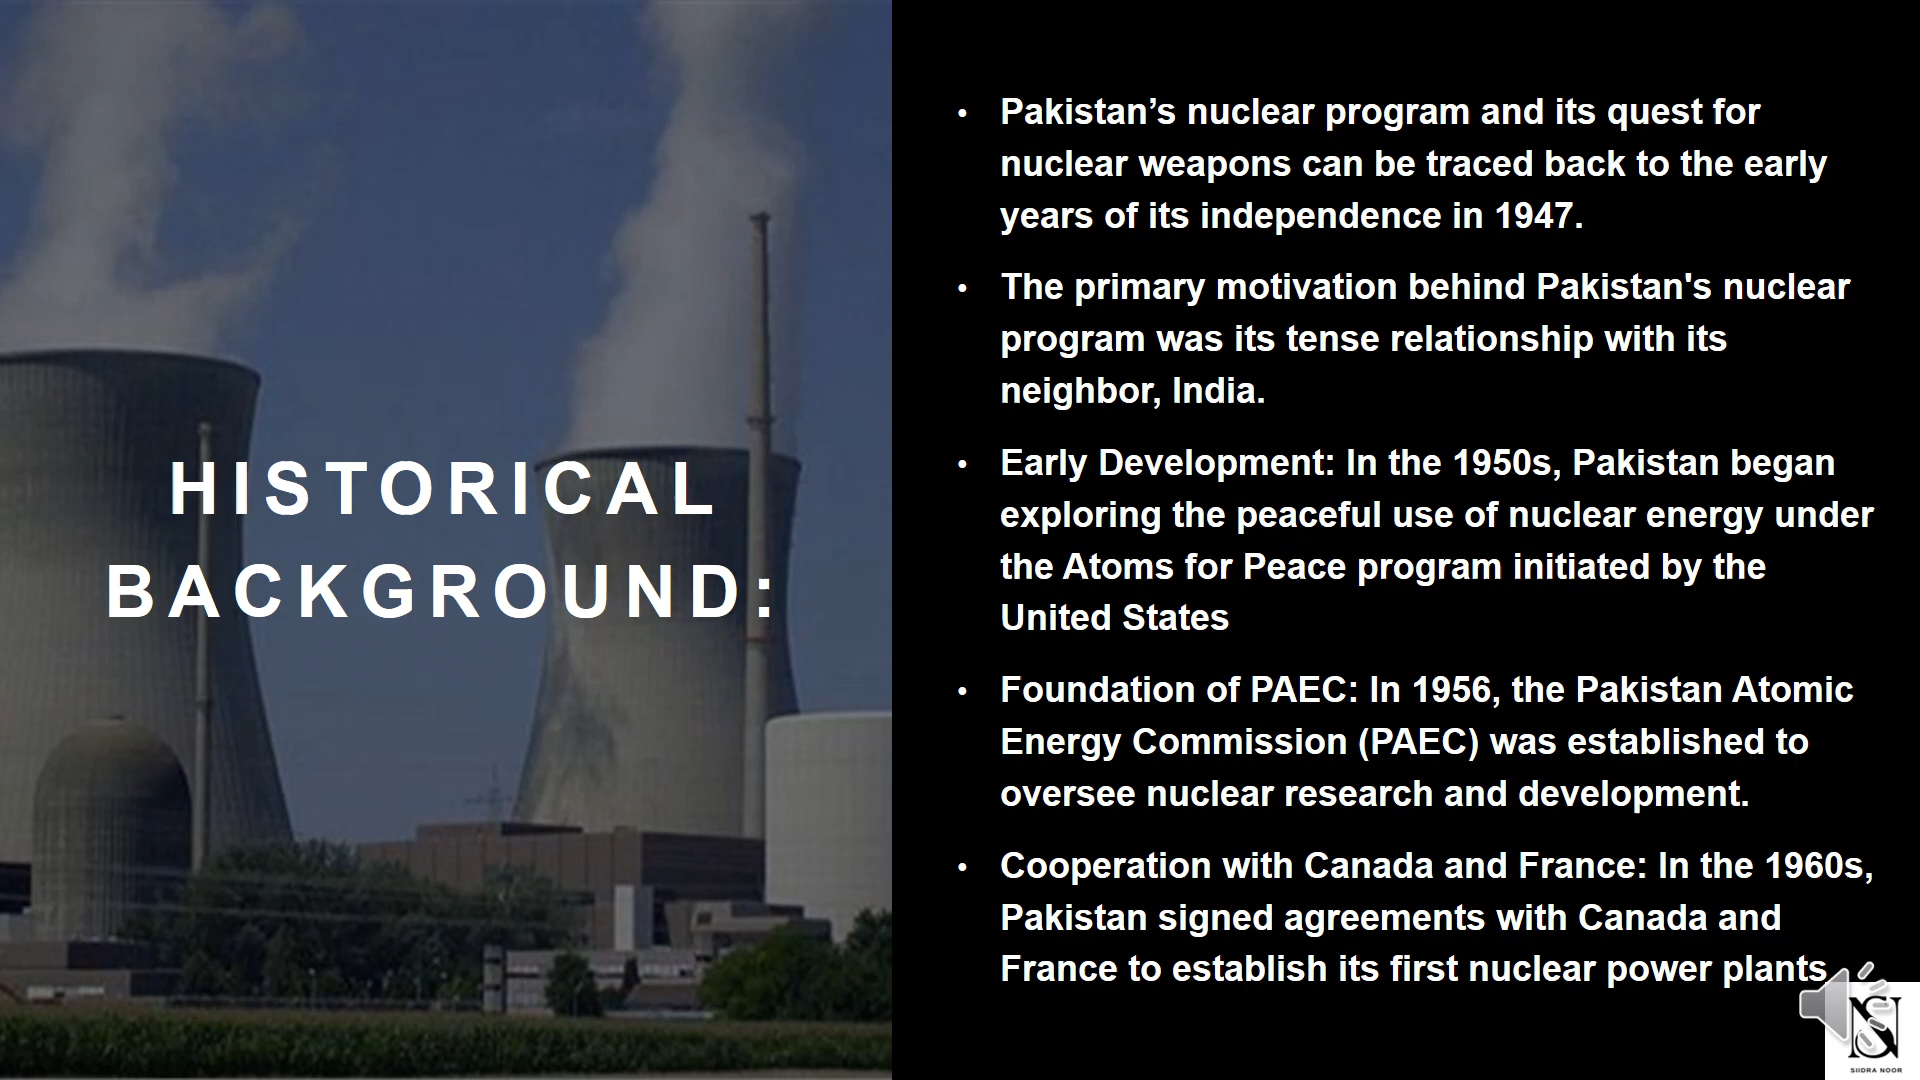 HISTORICAL
BACKGROUND:
• Pakistan’s nuclear program and its quest for
nuclear weapons can be traced back to the early
years of its independence in 1947.
• The primary motivation behind Pakistan's nuclear
program was its tense relationship with its
neighbor, India.
• Early Development: In the 1950s, Pakistan began
exploring the peaceful use of nuclear energy under
the Atoms for Peace program initiated by the
United States
• Foundation of PAEC: In 1956, the Pakistan Atomic
Energy Commission (PAEC) was established to
oversee nuclear research and development.
• Cooperation with Canada and France: In the 1960s,
Pakistan signed agreements with Canada and
France to establish its first nuclear power plants
SN
SIIDRA NOOR